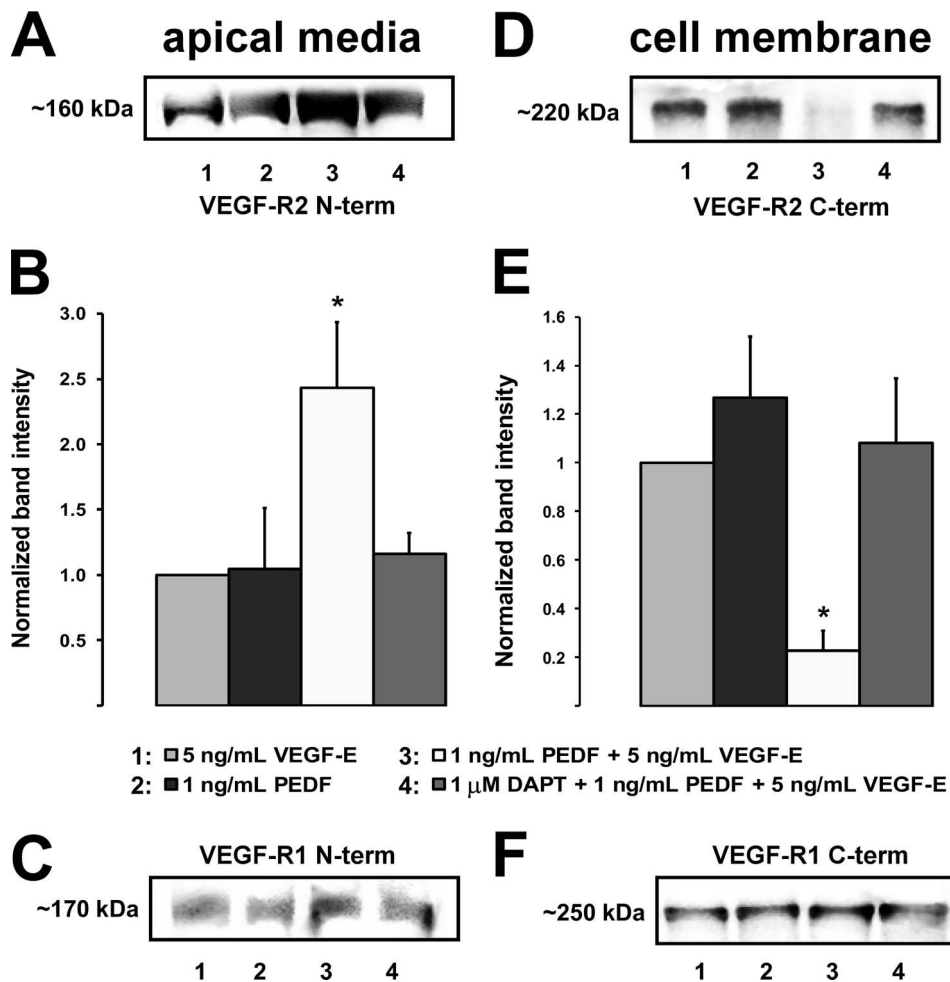 A apical media
~160 kDa
1 2 3 4
VEGF-R2 N-term
D cell membrane
~220 kDa
1 2 3 4
VEGF-R2 C-term
B
Normalized band intensity
3.0
2.5
2.0
1.5
1.0
0.5
*
E
Normalized band intensity
1.6
1.4
1.2
1
0.8
0.6
0.4
0.2
*
1: 5 ng/mL VEGF-E
2: 1 ng/mL PEDF
3: 1 ng/mL PEDF + 5 ng/mL VEGF-E
4: 1 μM DAPT + 1 ng/mL PEDF + 5 ng/mL VEGF-E
C VEGF-R1 N-term
~170 kDa
1 2 3 4
F VEGF-R1 C-term
~250 kDa
1 2 3 4